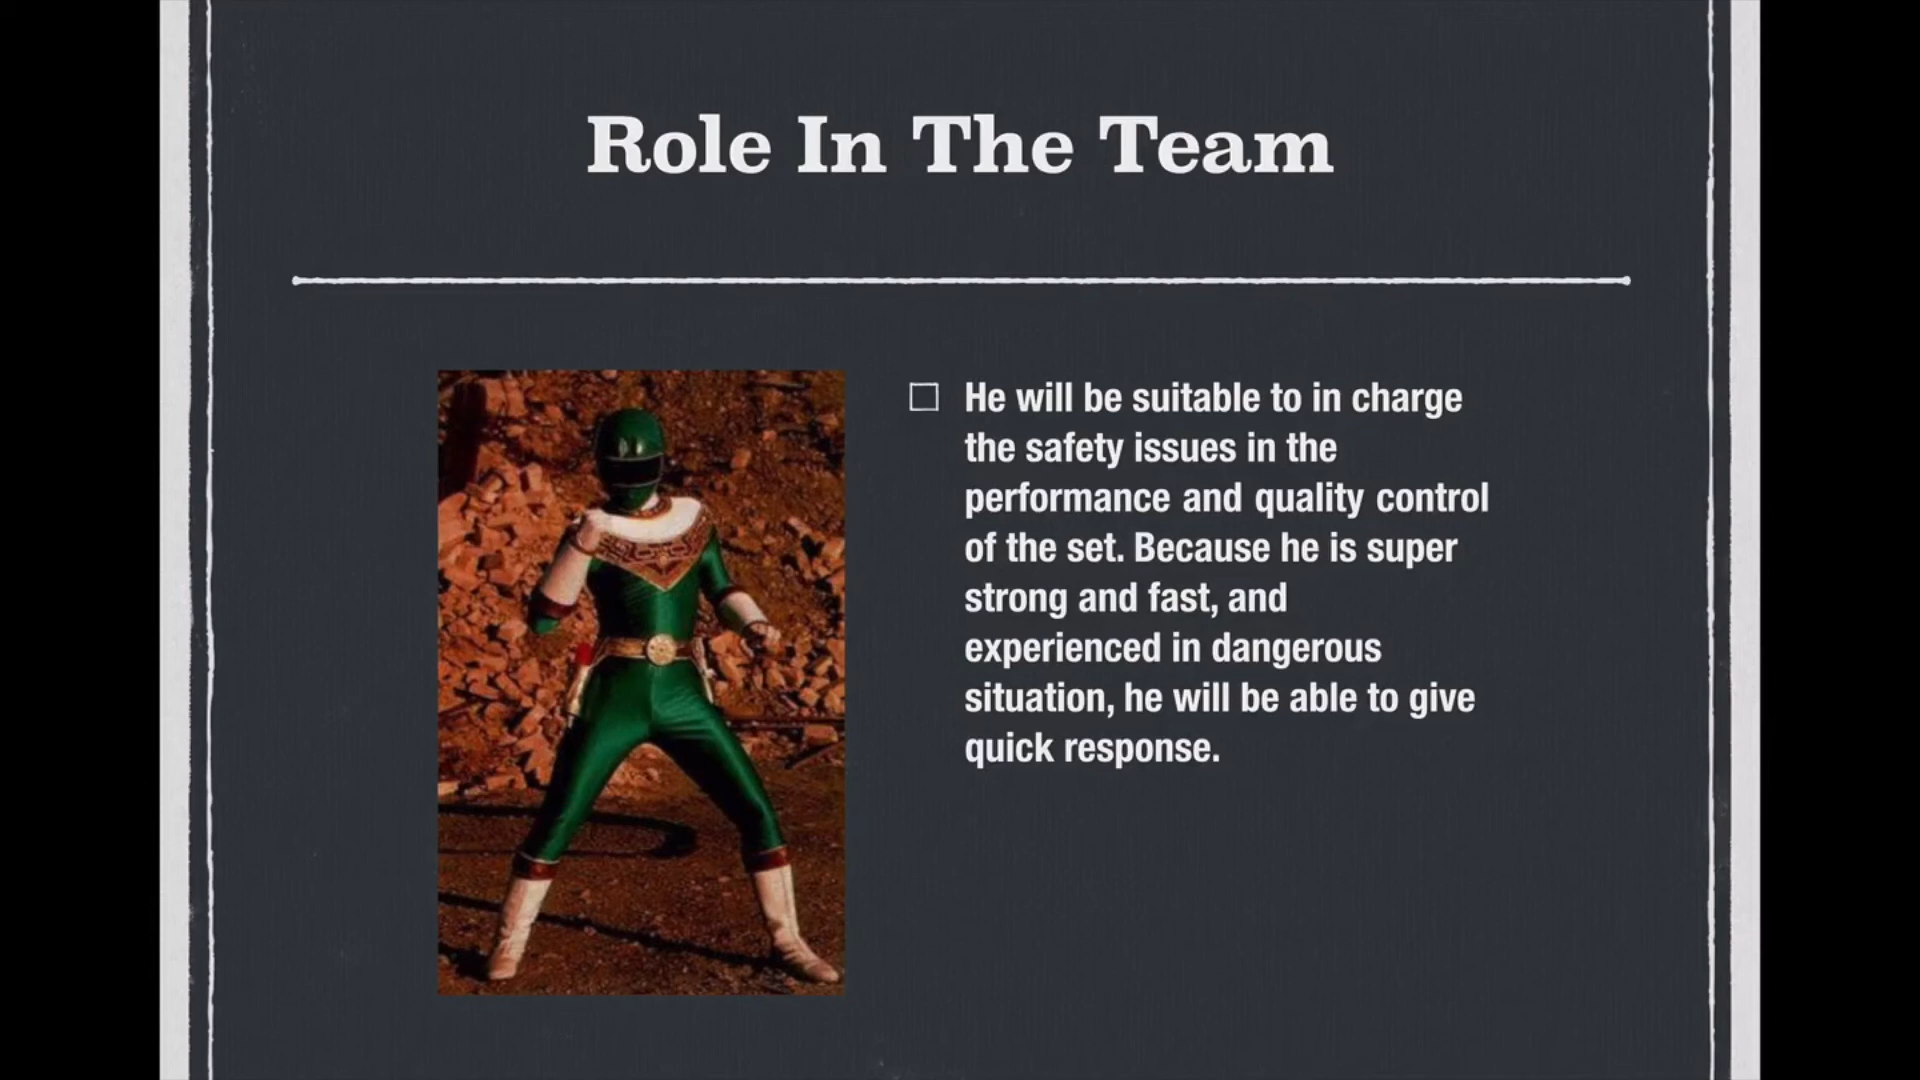 Role In The Team
He will be suitable to in charge
the safety issues in the
performance and quality control
of the set. Because he is super
strong and fast, and
experienced in dangerous
situation, he will be able to give
quick response.